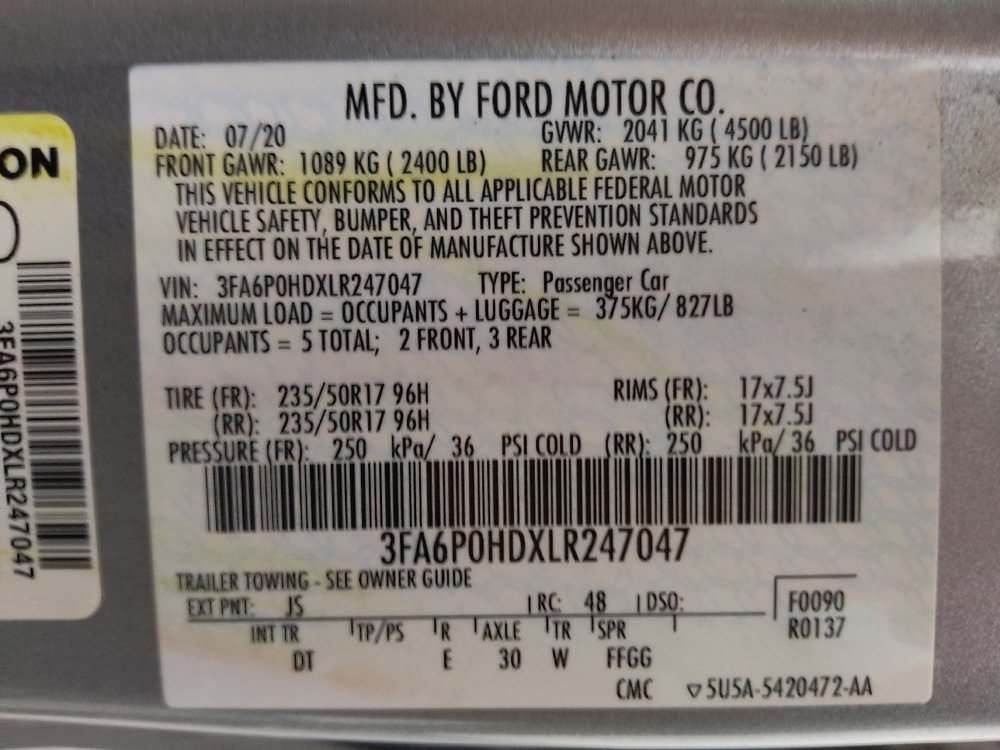 MFD. BY FORD MOTOR CO.
DATE: 07/20 GVWR: 2041 KG ( 4500 LB)
FRONT GAWR: 1089 KG ( 2400 LB) REAR GAWR: 975 KG ( 2150 LB)
THIS VEHICLE CONFORMS TO ALL APPLICABLE FEDERAL MOTOR
VEHICLE SAFETY, BUMPER, AND THEFT PREVENTION STANDARDS
IN EFFECT ON THE DATE OF MANUFACTURE SHOWN ABOVE.
VIN: 3FA6P0HDXLR247047 TYPE: Passenger Car
MAXIMUM LOAD = OCCUPANTS + LUGGAGE = 375KG/ 827LB
OCCUPANTS = 5 TOTAL; 2 FRONT, 3 REAR
TIRE (FR): 235/50R17 96H RIMS (FR): 17x7.5J
(RR): 235/50R17 96H (RR): 17x7.5J
PRESSURE (FR): 250 kPa/ 36 PSI COLD (RR): 250 kPa/ 36 PSI COLD
3FA6P0HDXLR247047
TRAILER TOWING - SEE OWNER GUIDE
EXT PNT: JS RC: 48 DSO: F0090
INT TR TP/PS R AXLE TR SPR R0137
DT E 30 W FFGG
CMC ▽5U5A-5420472-AA
ON
3FA6P0HDXLR247047